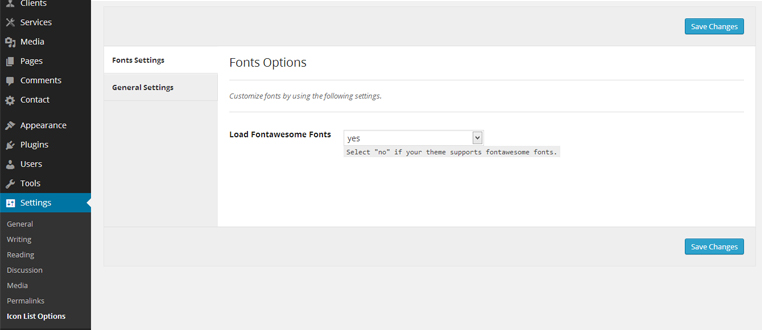 Clients
Services
Media
Pages
Comments
Contact
Appearance
Plugins
Users
Tools
Settings
General
Writing
Reading
Discussion
Media
Permalinks
Icon List Options
Save Changes
Fonts Settings
General Settings
Fonts Options
Customize fonts by using the following settings.
Load Fontawesome Fonts
yes
Select "no" if your theme supports fontawesome fonts.
Save Changes